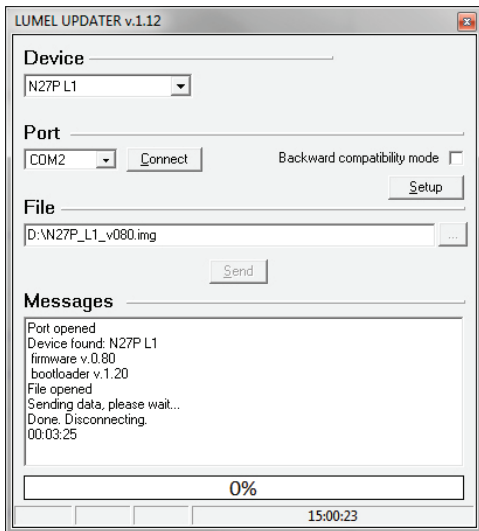 LUMEL UPDATER v.1.12
Device
N27P L1
Port
COM2 Connect Backward compatibility mode
Setup
File
D:\N27P_L1_v080.img ...
Send
Messages
Port opened
Device found: N27P L1
firmware v.0.80
bootloader v.1.20
File opened
Sending data, please wait...
Done. Disconnecting.
00:03:25
0%
15:00:23